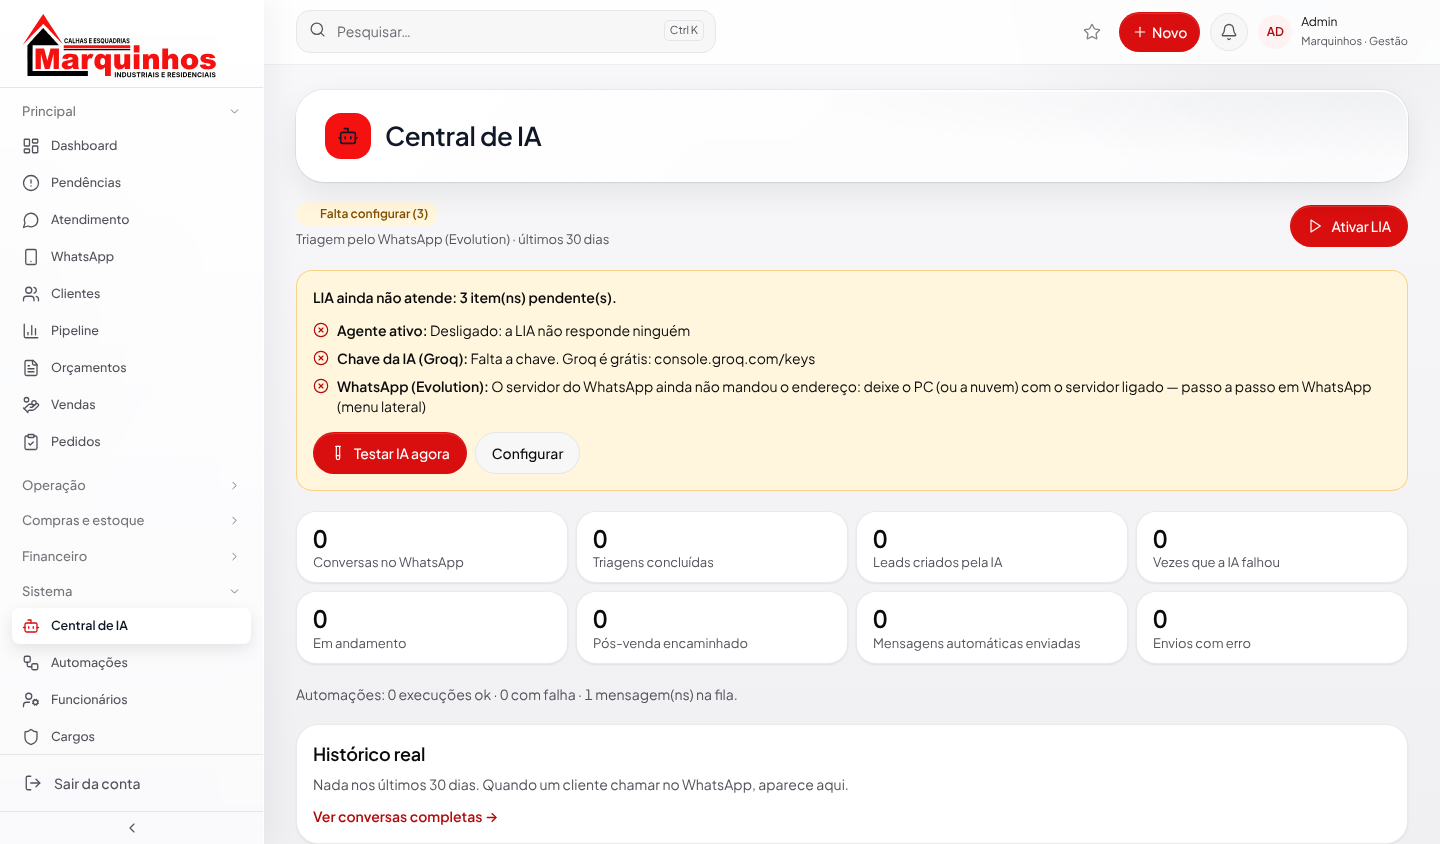 CALHAS E ESQUADRIAS
Marquinhos
INDUSTRIAIS E RESIDENCIAIS
Pesquisar...
Ctrl K
Novo
AD
Admin
Marquinhos · Gestão
Principal
Dashboard
Pendências
Atendimento
WhatsApp
Clientes
Pipeline
Orçamentos
Vendas
Pedidos
Operação
Compras e estoque
Financeiro
Sistema
Central de IA
Automações
Funcionários
Cargos
Sair da conta
Central de IA
Falta configurar (3)
Triagem pelo WhatsApp (Evolution) · últimos 30 dias
Ativar LIA
LIA ainda não atende: 3 item(ns) pendente(s).
Agente ativo: Desligado: a LIA não responde ninguém
Chave da IA (Groq): Falta a chave. Groq é grátis: console.groq.com/keys
WhatsApp (Evolution): O servidor do WhatsApp ainda não mandou o endereço: deixe o PC (ou a nuvem) com o servidor ligado — passo a passo em WhatsApp
(menu lateral)
Testar IA agora
Configurar
0
Conversas no WhatsApp
0
Triagens concluídas
0
Leads criados pela IA
0
Vezes que a IA falhou
0
Em andamento
0
Pós-venda encaminhado
0
Mensagens automáticas enviadas
0
Envios com erro
Automações: 0 execuções ok · 0 com falha · 1 mensagem(ns) na fila.
Histórico real
Nada nos últimos 30 dias. Quando um cliente chamar no WhatsApp, aparece aqui.
Ver conversas completas →